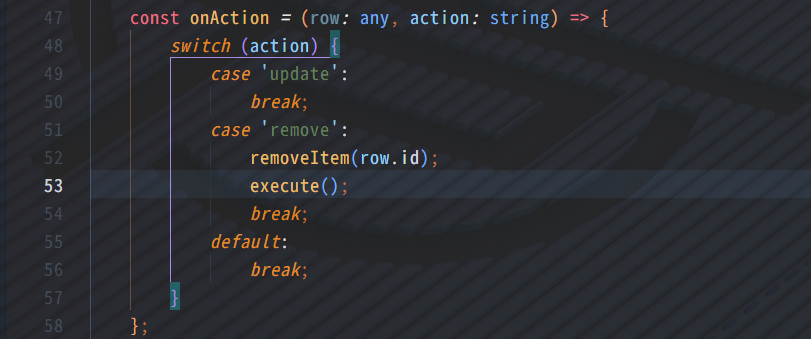 47 const onAction = (row: any, action: string) => {
48 switch (action) {
49 case 'update':
50 break;
51 case 'remove':
52 removeItem(row.id);
53 execute();
54 break;
55 default:
56 break;
57 }
58 };